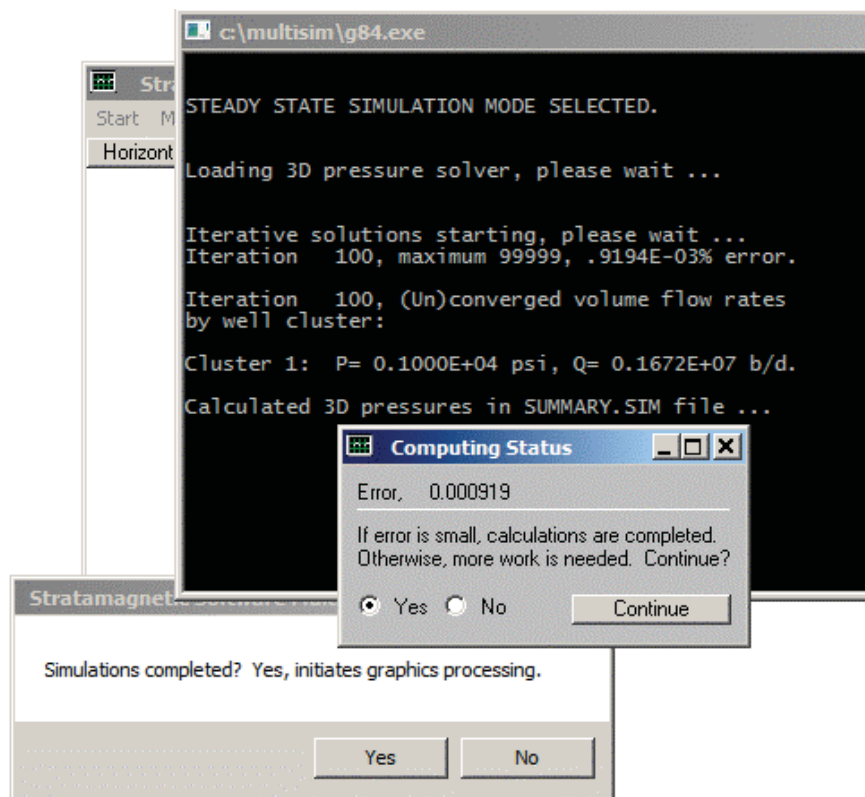 c:\multisim\g84.exe
STEADY STATE SIMULATION MODE SELECTED.
Loading 3D pressure solver, please wait ...
Iterative solutions starting, please wait ...
Iteration   100, maximum 99999, .9194E-03% error.
Iteration   100, (Un)converged volume flow rates
by well cluster:
Cluster 1:  P= 0.1000E+04 psi, Q= 0.1672E+07 b/d.
Calculated 3D pressures in SUMMARY.SIM file ...
Start
Computing Status
Error,   0.000919
If error is small, calculations are completed.
Otherwise, more work is needed.  Continue?
Yes No Continue
Simulations completed?  Yes, initiates graphics processing.
Yes No